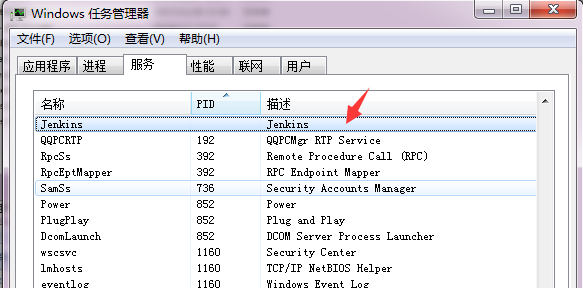 Windows 任务管理器
文件(F) 选项(O) 查看(V) 帮助(H)
应用程序 进程 服务 性能 联网 用户
名称 PID 描述
Jenkins Jenkins
QQPCRTP 192 QQPCMgr RTP Service
RpcSs 392 Remote Procedure Call (RPC)
RpcEptMapper 392 RPC Endpoint Mapper
SamSs 736 Security Accounts Manager
Power 852 Power
PlugPlay 852 Plug and Play
DcomLaunch 852 DCOM Server Process Launcher
wscsvc 1160 Security Center
lmhosts 1160 TCP/IP NetBIOS Helper
eventlog 1160 Windows Event Log